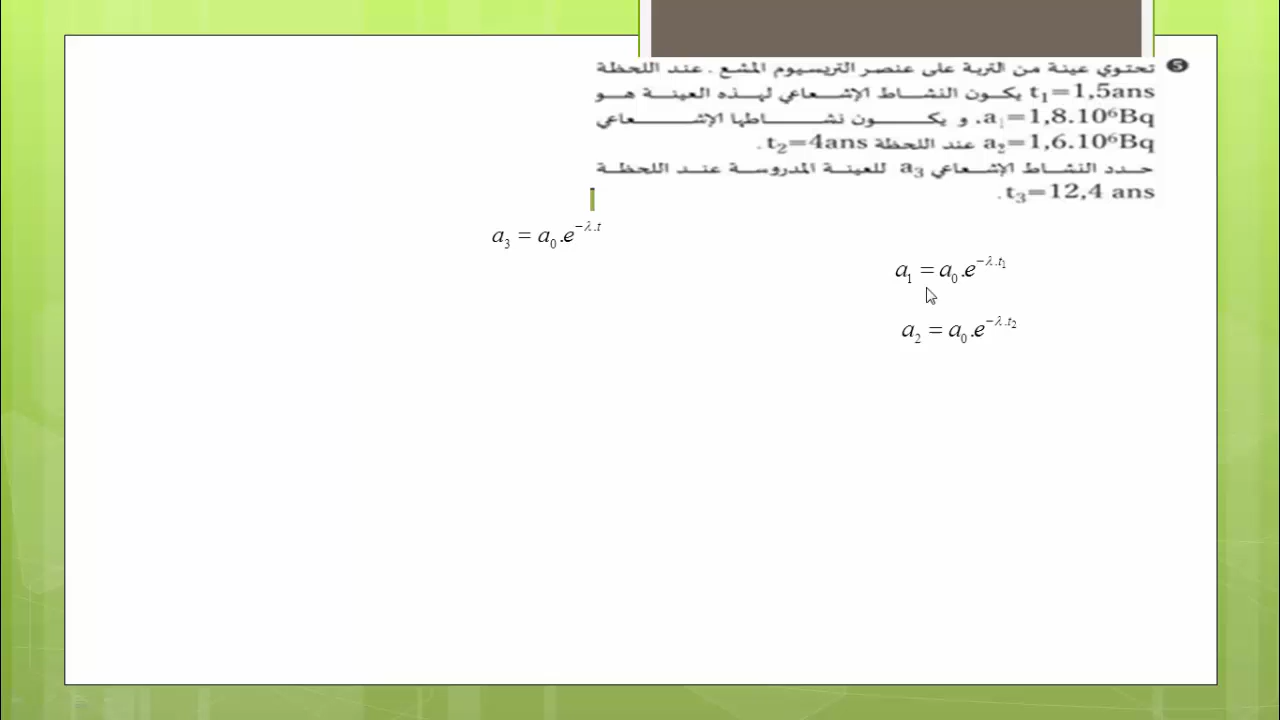 ❺ تحتوي عينة من التربة على عنصر التريسيوم المشع . عند اللحظة
t₁=1,5ans يكون النشاط الإشعاعي لهذه العينة هو
a₁=1,8.10⁶Bq. و يكون نشاطها الإشعاعي
a₂=1,6.10⁶Bq عند اللحظة t₂=4ans .
حدد النشاط الإشعاعي a₃ للعينة المدروسة عند اللحظة
t₃=12,4 ans .
a₃ = a₀.e^{-λ.t}
a₁ = a₀.e^{-λ.t₁}
a₂ = a₀.e^{-λ.t₂}